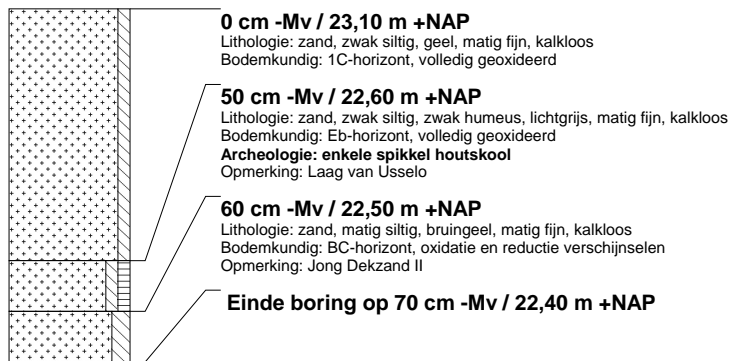 0 cm -Mv / 23,10 m +NAP
Lithologie: zand, zwak siltig, geel, matig fijn, kalkloos
Bodemkundig: 1C-horizont, volledig geoxideerd
50 cm -Mv / 22,60 m +NAP
Lithologie: zand, zwak siltig, zwak humeus, lichtgrijs, matig fijn, kalkloos
Bodemkundig: Eb-horizont, volledig geoxideerd
Archeologie: enkele spikkel houtskool
Opmerking: Laag van Usselo
60 cm -Mv / 22,50 m +NAP
Lithologie: zand, matig siltig, bruingeel, matig fijn, kalkloos
Bodemkundig: BC-horizont, oxidatie en reductie verschijnselen
Opmerking: Jong Dekzand II
Einde boring op 70 cm -Mv / 22,40 m +NAP